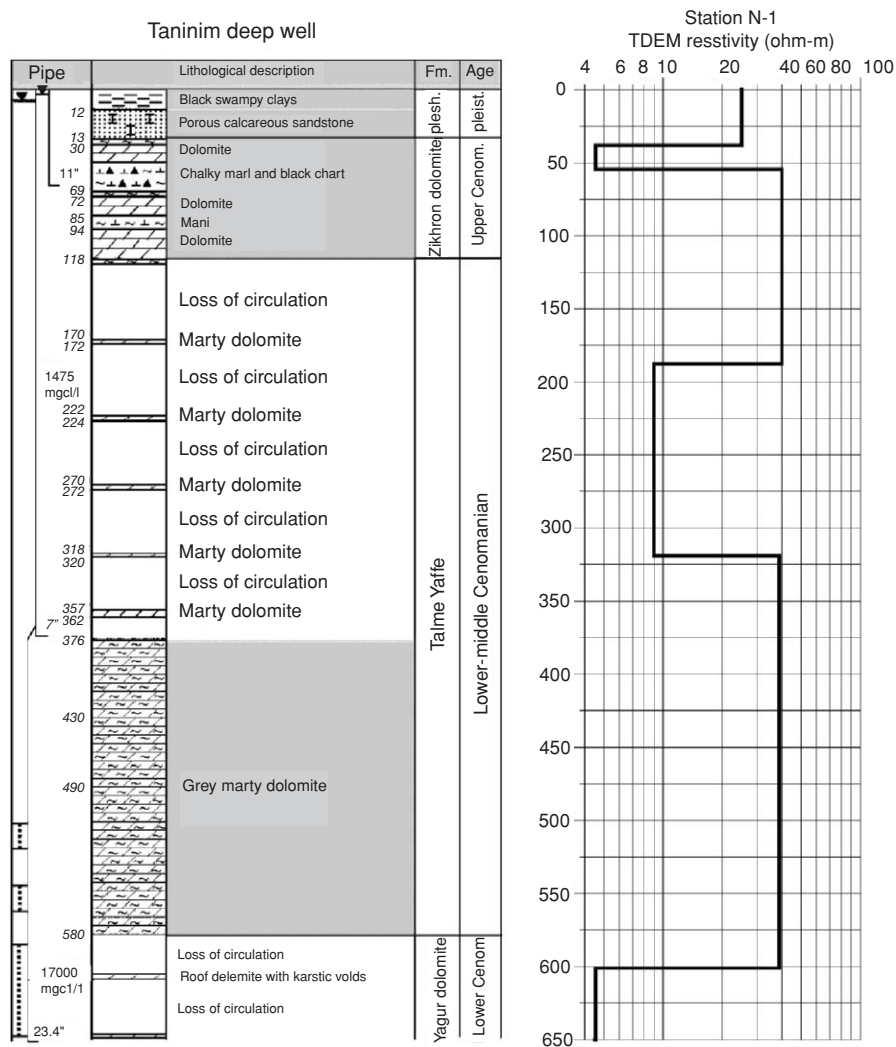 Taninim deep well
Pipe
Lithological description
Fm.
Age
Black swampy clays
12
Porous calcareous sandstone
13
30
Dolomite
Chalky marl and black chart
11"
69
72
Dolomite
85
Mani
94
Dolomite
118
plesh.
pleist.
Zikhron dolomite
Upper Cenom.
Loss of circulation
170
172
Marty dolomite
1475
mgcl/l
Loss of circulation
222
224
Marty dolomite
Loss of circulation
270
272
Marty dolomite
Loss of circulation
318
320
Marty dolomite
Loss of circulation
357
362
Marty dolomite
7"
376
430
490
Grey marty dolomite
580
Talme Yaffe
Lower-middle Cenomanian
Loss of circulation
17000
mgc1/1
Roof delemite with karstic volds
Loss of circulation
23.4"
Yagur dolomite
Lower Cenom
Station N-1
TDEM resstivity (ohm-m)
4 6 8 10 20 40 60 80 100
0
50
100
150
200
250
300
350
400
450
500
550
600
650